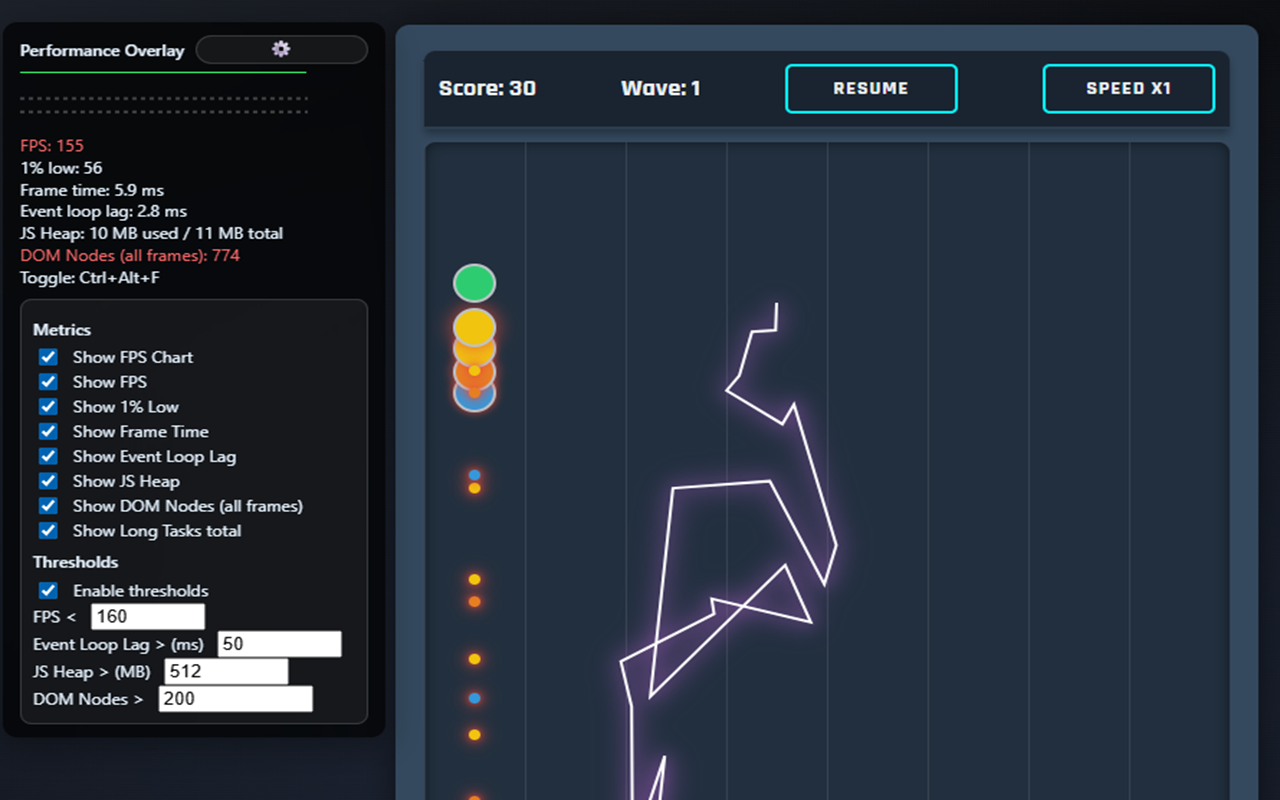 Performance Overlay
FPS: 155
1% low: 56
Frame time: 5.9 ms
Event loop lag: 2.8 ms
JS Heap: 10 MB used / 11 MB total
DOM Nodes (all frames): 774
Toggle: Ctrl+Alt+F
Metrics
Show FPS Chart
Show FPS
Show 1% Low
Show Frame Time
Show Event Loop Lag
Show JS Heap
Show DOM Nodes (all frames)
Show Long Tasks total
Thresholds
Enable thresholds
FPS < 160
Event Loop Lag > (ms) 50
JS Heap > (MB) 512
DOM Nodes > 200
Score: 30 Wave: 1 RESUME SPEED X1